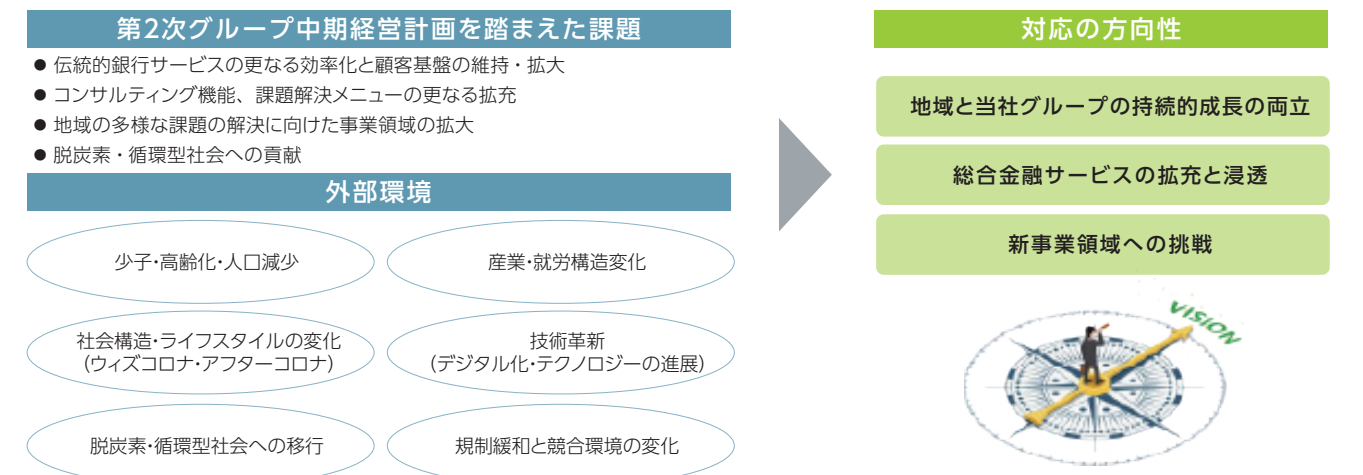 第2次グループ中期経営計画を踏まえた課題
● 伝統的銀行サービスの更なる効率化と顧客基盤の維持・拡大
● コンサルティング機能、課題解決メニューの更なる拡充
● 地域の多様な課題の解決に向けた事業領域の拡大
● 脱炭素・循環型社会への貢献
外部環境
少子・高齢化・人口減少
産業・就労構造変化
社会構造・ライフスタイルの変化
(ウィズコロナ・アフターコロナ)
技術革新
(デジタル化・テクノロジーの進展)
脱炭素・循環型社会への移行
規制緩和と競合環境の変化
対応の方向性
地域と当社グループの持続的成長の両立
総合金融サービスの拡充と浸透
新事業領域への挑戦
VISION